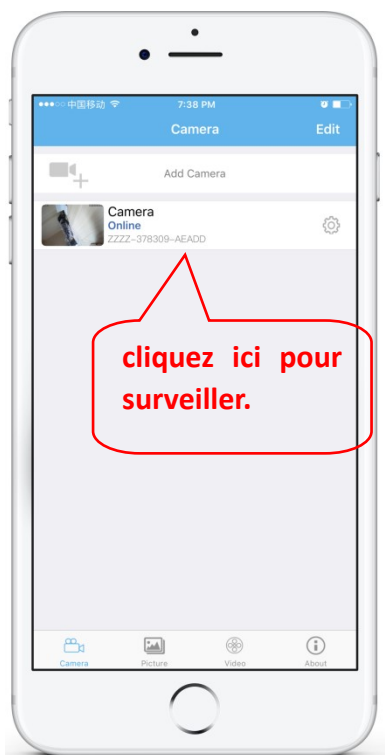 中国移动 7:38 PM
Camera Edit
Add Camera
Camera
Online
ZZZZ-378309-AEADD
cliquez ici pour
surveiller.
Camera Picture Video About